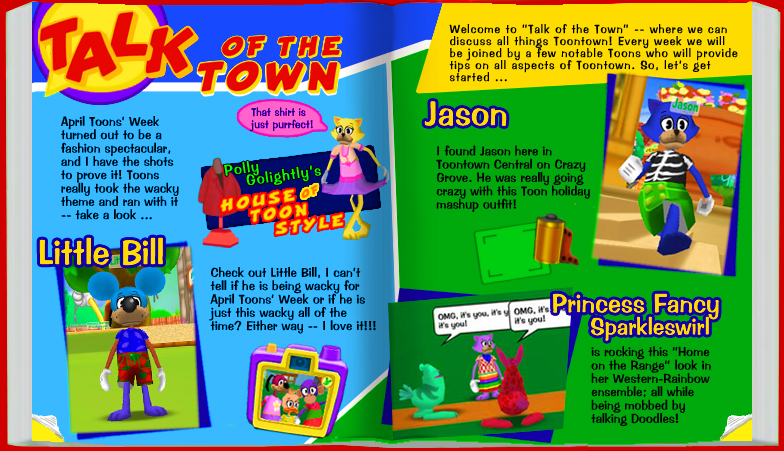 TALK
OF THE
TOWN
April Toons' Week
turned out to be a
fashion spectacular,
and I have the shots
to prove it! Toons
really took the wacky
theme and ran with it
-- take a look ...
That shirt is
just purrfect!
Polly
Golightly's
HOUSE OF
TOON
STYLE
Little Bill
Check out Little Bill, I can't
tell if he is being wacky for
April Toons' Week or if he is
just this wacky all of the
time? Either way -- I love it!!!
Welcome to "Talk of the Town" -- where we can
discuss all things Toontown! Every week we will
be joined by a few notable Toons who will provide
tips on all aspects of Toontown. So, let's get
started ...
Jason
I found Jason here in
Toontown Central on Crazy
Grove. He was really going
crazy with this Toon holiday
mashup outfit!
Jason
OMG, it's you, it's y
it's you!
OMG, it's you
it's you!
Princess Fancy
Sparkleswirl
is rocking this "Home
on the Range" look in
her Western-Rainbow
ensemble; all while
being mobbed by
talking Doodles!